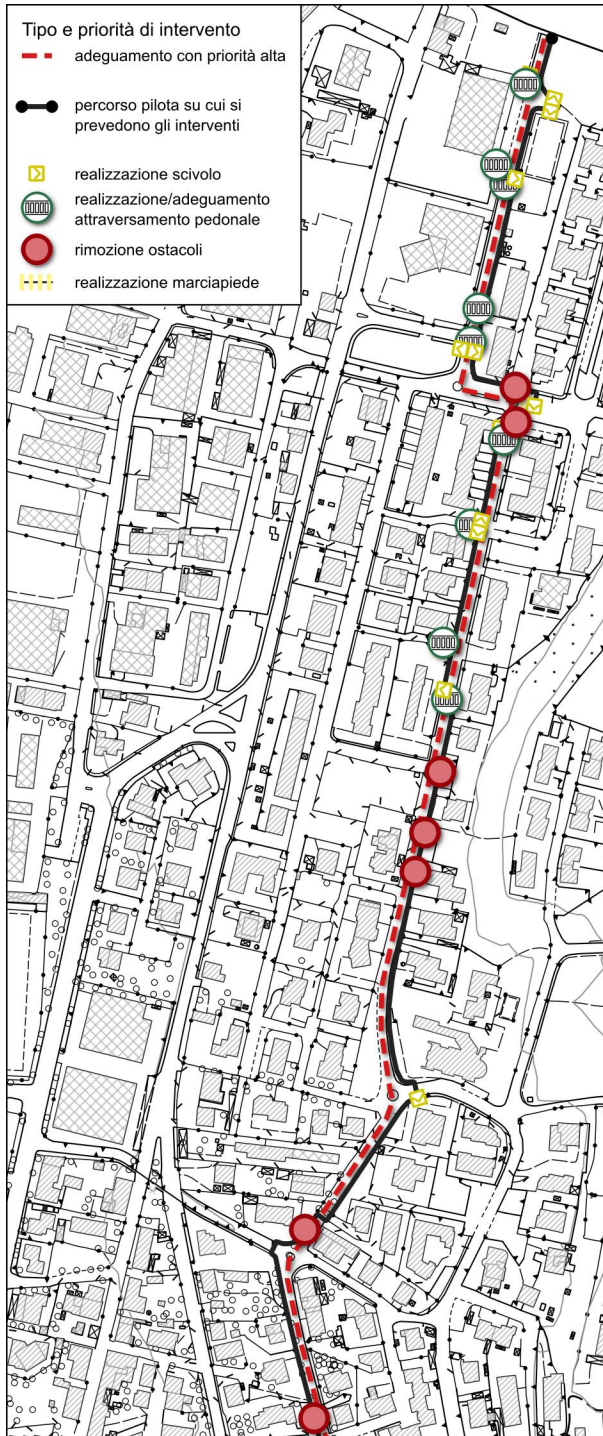 Tipo e priorità di intervento
adeguamento con priorità alta
percorso pilota su cui si
prevedono gli interventi
realizzazione scivolo
realizzazione/adeguamento
attraversamento pedonale
rimozione ostacoli
realizzazione marciapiede